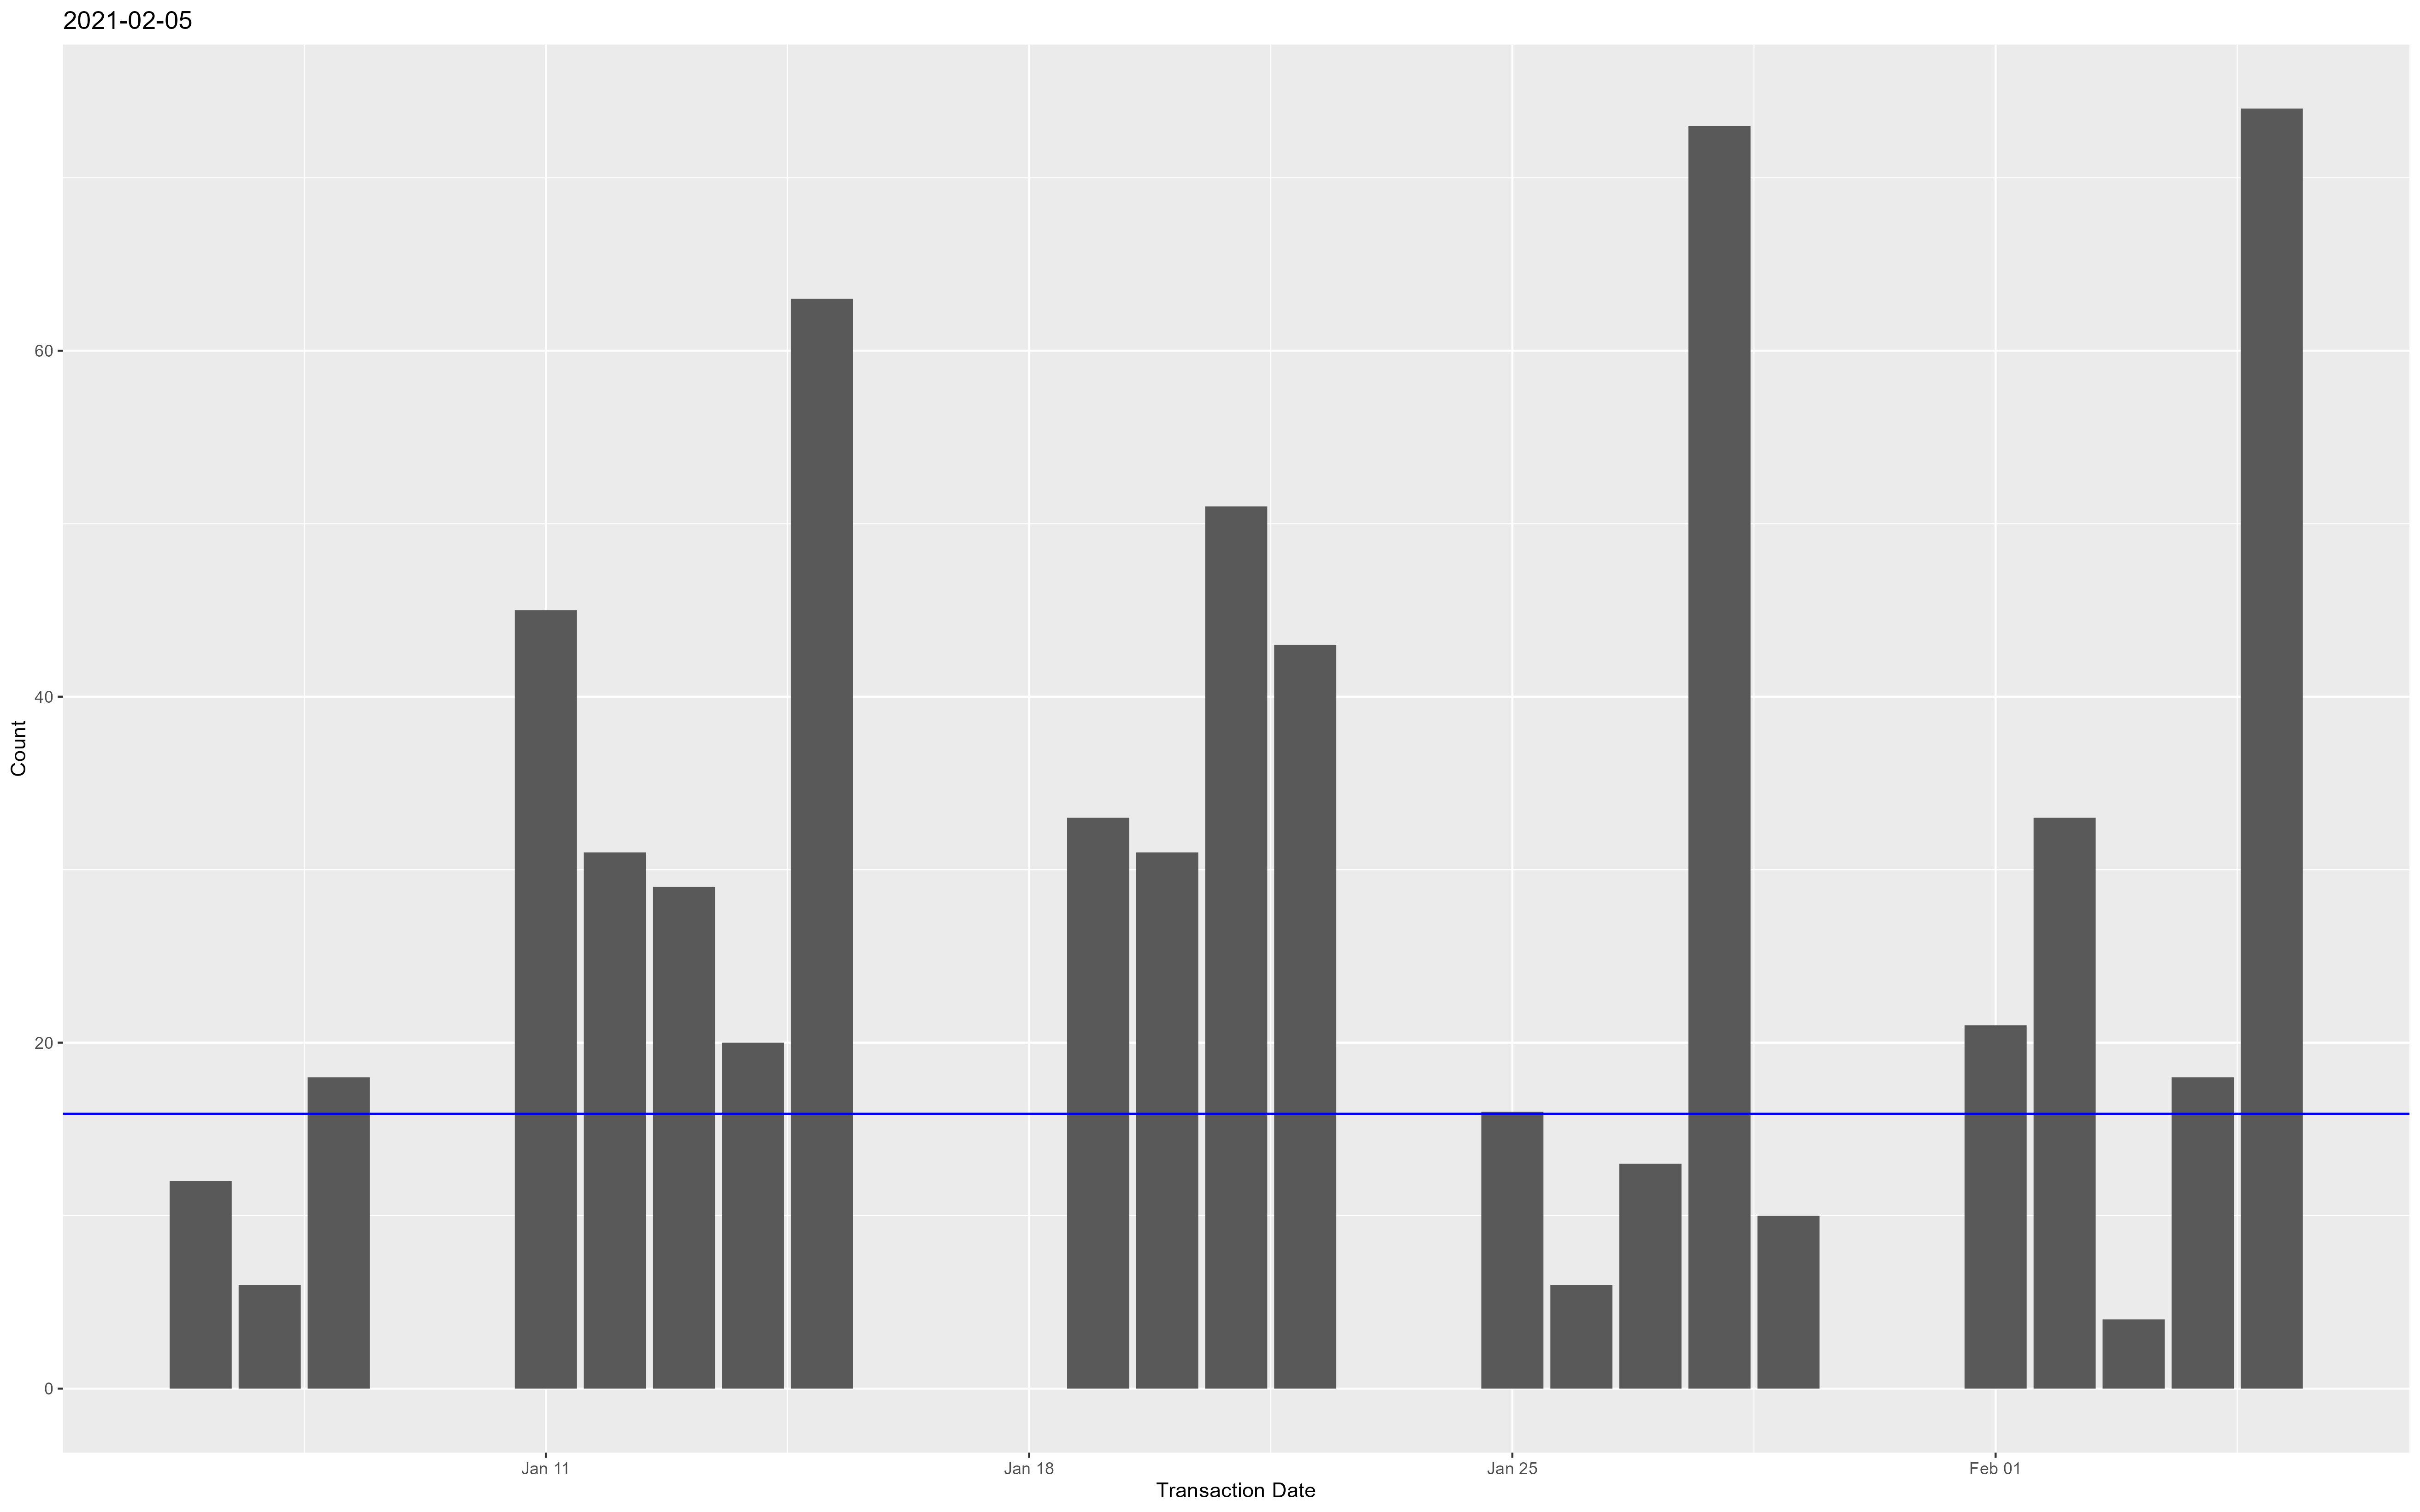 2021-02-05
Count
60
40
20
0
Jan 11
Jan 18
Jan 25
Feb 01
Transaction Date